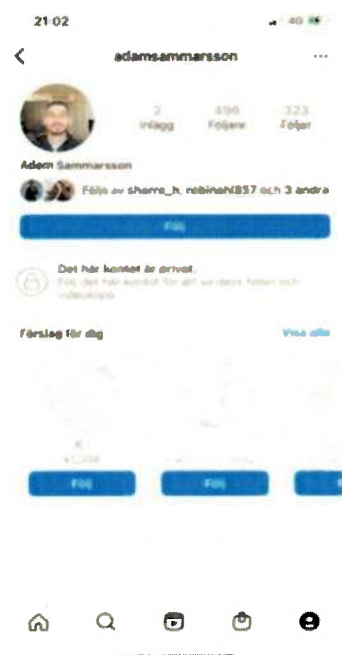 21:02
4G
adamsammarsson
2 496 323
Inlägg Följare Följer
Adam Sammarsson
Följs av sharre_h, och 3 andra
Följ
Det här kontot är privat.
Följ det här kontot för att se deras foton och
videoklipp.
Förslag för dig Visa alla
Följ Följ